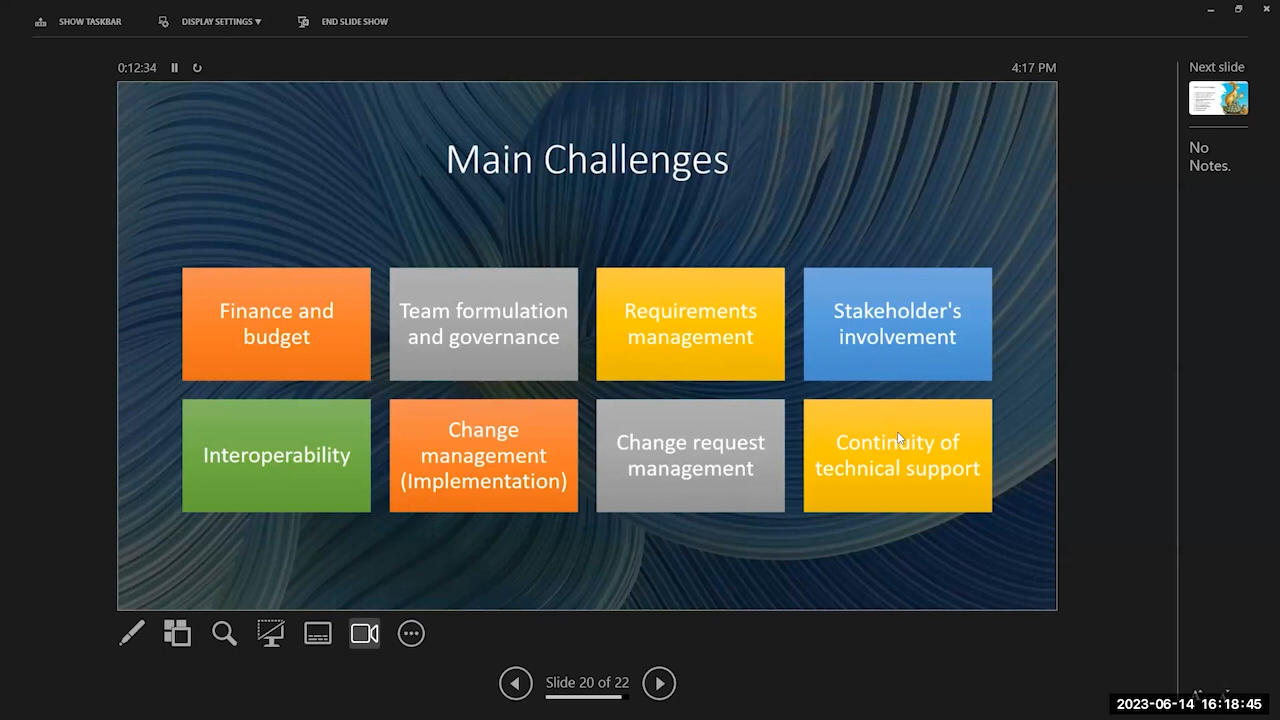 SHOW TASKBAR
DISPLAY SETTINGS ▼
END SLIDE SHOW
0:12:34
4:17 PM
Next slide
No
Notes.
Main Challenges
Finance and
budget
Team formulation
and governance
Requirements
management
Stakeholder's
involvement
Interoperability
Change
management
(Implementation)
Change request
management
Continuity of
technical support
Slide 20 of 22
2023-06-14 16:18:45